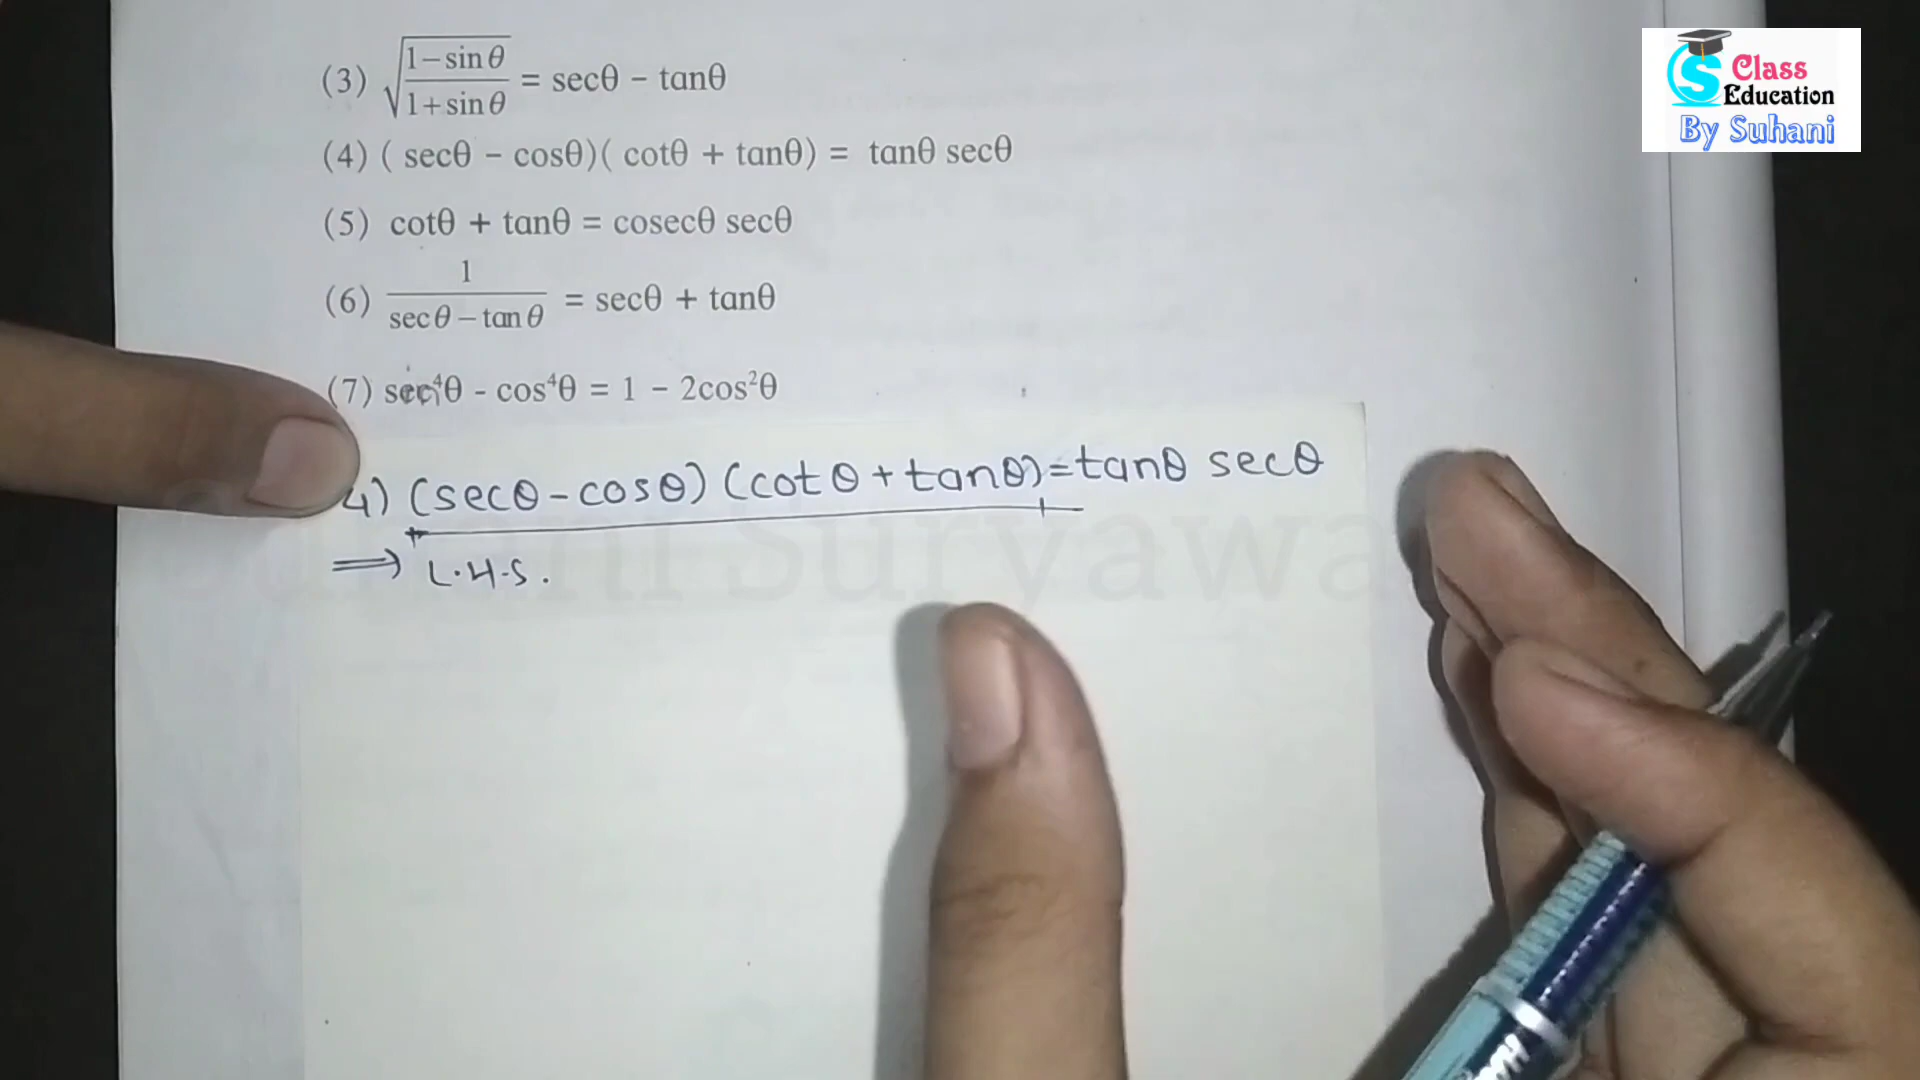 (3) √(1-sinθ / 1+sinθ) = secθ - tanθ
(4) ( secθ - cosθ)( cotθ + tanθ) = tanθ secθ
(5) cotθ + tanθ = cosecθ secθ
(6) 1 / (secθ - tanθ) = secθ + tanθ
(7) sec⁴θ - cos⁴θ = 1 - 2cos²θ
4) (secθ - cosθ) (cotθ + tanθ) = tanθ secθ
⇒ L.H.S.
S Class
Education
By Suhani